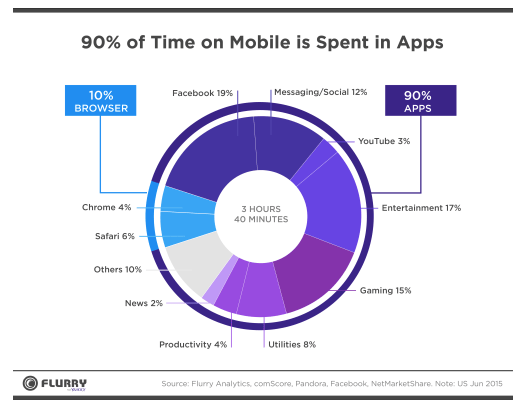 90% of Time on Mobile is Spent in Apps
10%
BROWSER
Facebook 19%
Messaging/Social 12%
90%
APPS
YouTube 3%
Chrome 4%
3 HOURS
40 MINUTES
Entertainment 17%
Safari 6%
Others 10%
Gaming 15%
News 2%
Productivity 4%
Utilities 8%
FLURRY
Source: Flurry Analytics, comScore, Pandora, Facebook, NetMarketShare. Note: US Jun 2015